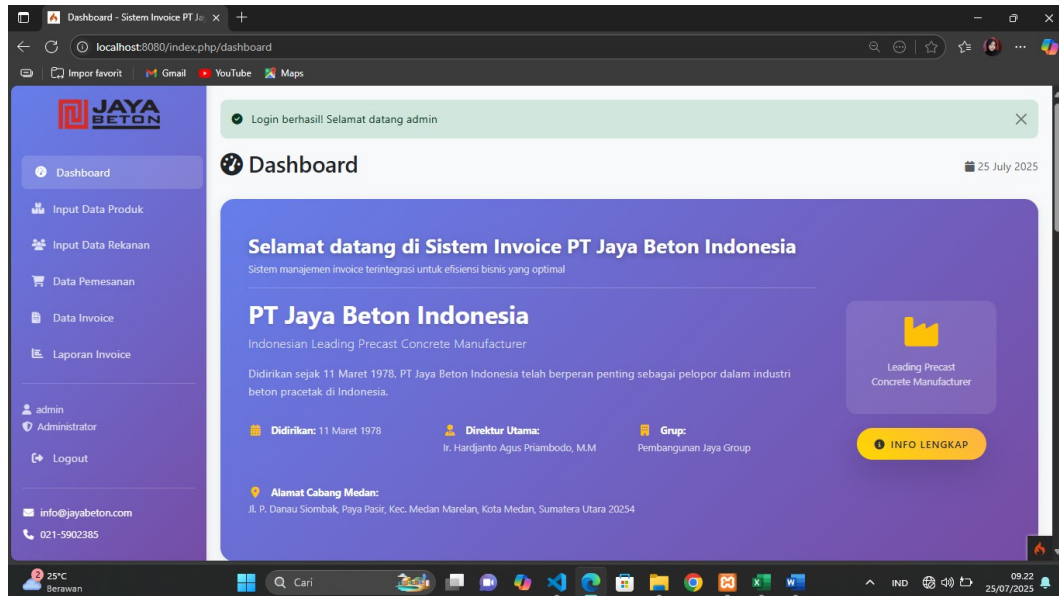 Dashboard - Sistem Invoice PT Ja
localhost:8080/index.php/dashboard
Impor favorit
Gmail
YouTube
Maps
JAYA
BETON
Dashboard
Input Data Produk
Input Data Rekanan
Data Pemesanan
Data Invoice
Laporan Invoice
admin
Administrator
Logout
info@jayabeton.com
021-5902385
Login berhasil! Selamat datang admin
Dashboard
25 July 2025
Selamat datang di Sistem Invoice PT Jaya Beton Indonesia
Sistem manajemen invoice terintegrasi untuk efisiensi bisnis yang optimal
PT Jaya Beton Indonesia
Indonesian Leading Precast Concrete Manufacturer
Didirikan sejak 11 Maret 1978, PT Jaya Beton Indonesia telah berperan penting sebagai pelopor dalam industri
beton pracetak di Indonesia.
Didirikan: 11 Maret 1978
Direktur Utama:
Ir. Hardjanto Agus Priambodo, M.M
Grup:
Pembangunan Jaya Group
Alamat Cabang Medan:
Jl. P. Danau Siombak, Paya Pasir, Kec. Medan Marelan, Kota Medan, Sumatera Utara 20254
Leading Precast
Concrete Manufacturer
INFO LENGKAP
2
25°C
Berawan
Cari
IND
09.22
25/07/2025